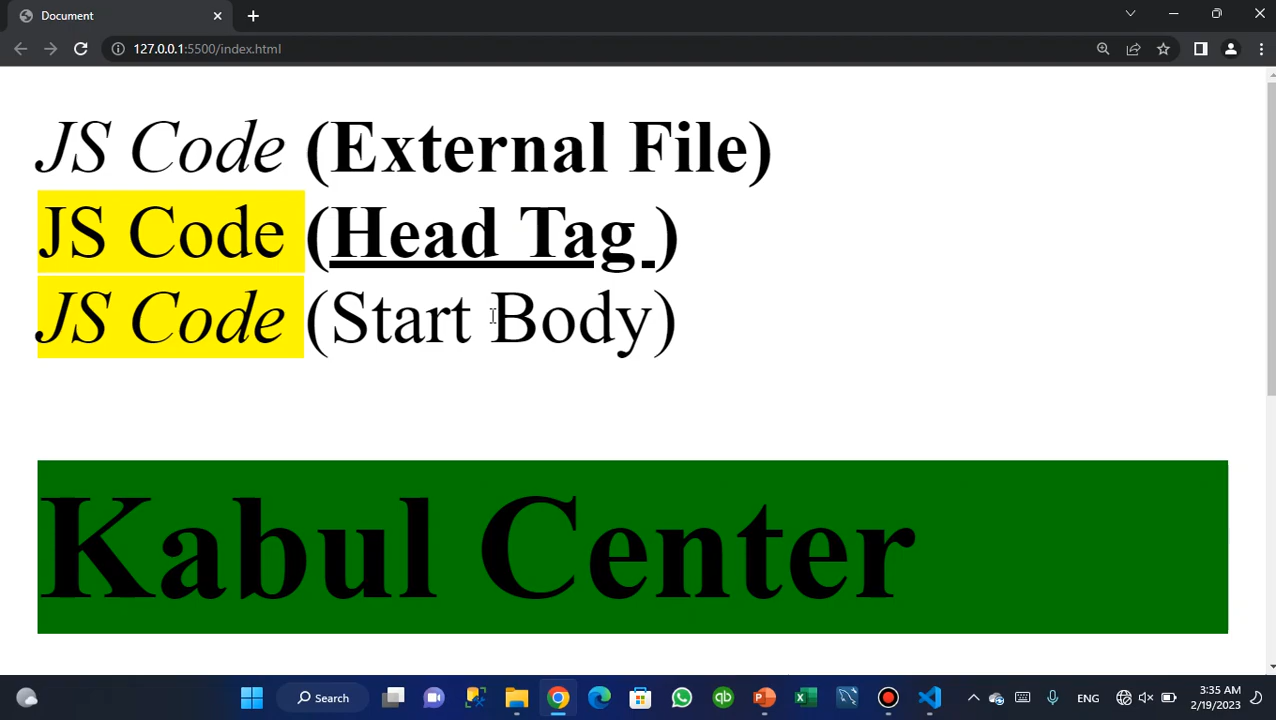 Document
127.0.0.1:5500/index.html
JS Code (External File)
JS Code (Head Tag )
JS Code (Start Body)
Kabul Center
Search
ENG
3:35 AM
2/19/2023